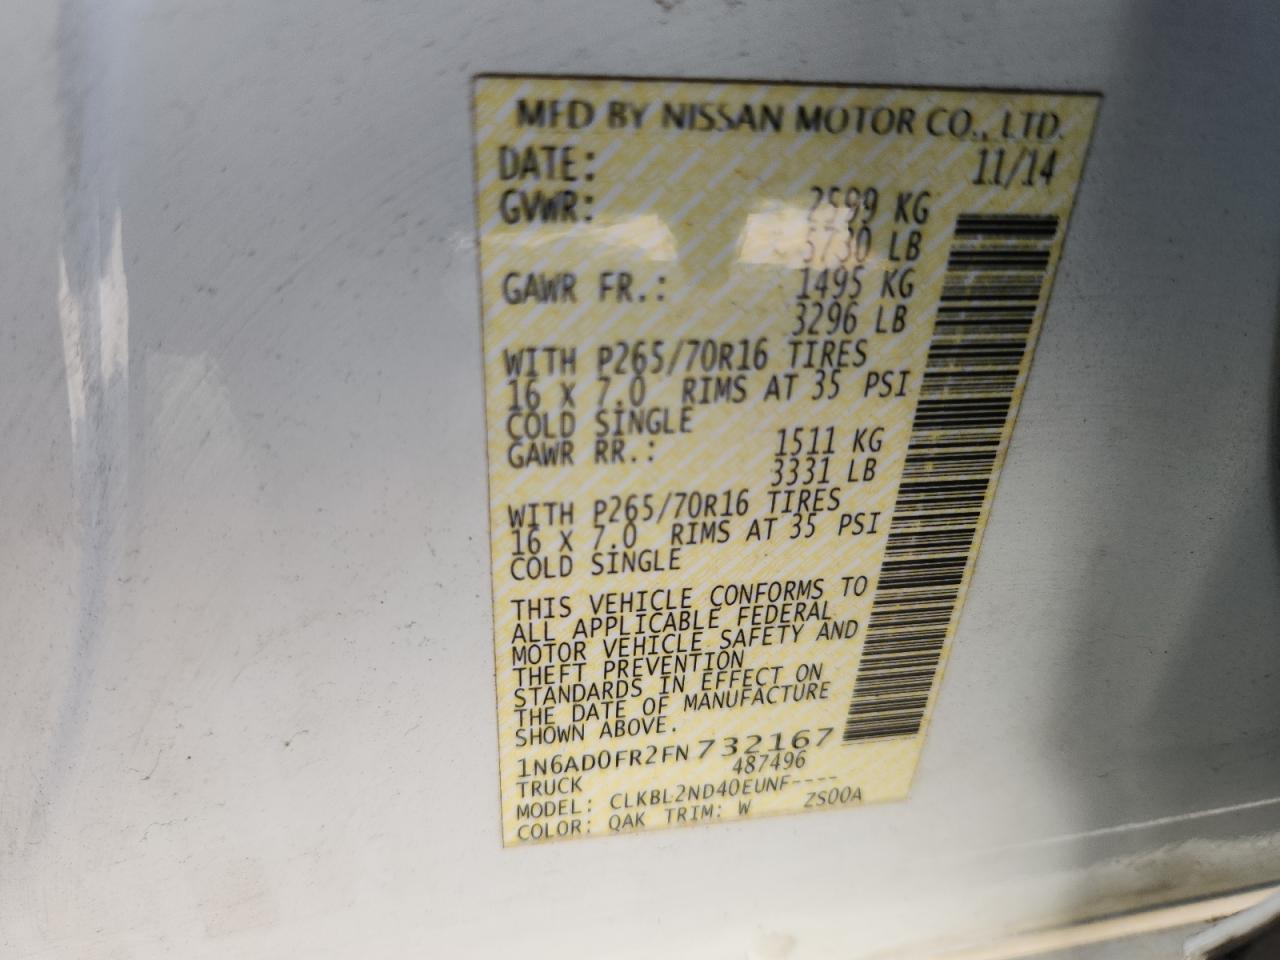 MFD BY NISSAN MOTOR CO., LTD.
DATE: 11/14
GVWR: 2599 KG
5730 LB
GAWR FR.: 1495 KG
3296 LB
WITH P265/70R16 TIRES
16 X 7.0 RIMS AT 35 PSI
COLD SINGLE
GAWR RR.: 1511 KG
3331 LB
WITH P265/70R16 TIRES
16 X 7.0 RIMS AT 35 PSI
COLD SINGLE
THIS VEHICLE CONFORMS TO
ALL APPLICABLE FEDERAL
MOTOR VEHICLE SAFETY AND
THEFT PREVENTION
STANDARDS IN EFFECT ON
THE DATE OF MANUFACTURE
SHOWN ABOVE.
1N6AD0FR2FN732167
TRUCK 487496
MODEL: CLKBL2ND40EUNF----
COLOR: QAK TRIM: W ZS00A